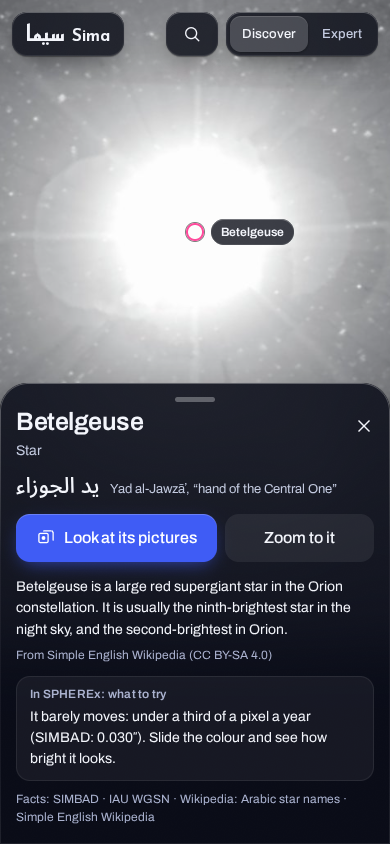 سيما Sima
Discover
Expert
Betelgeuse
Betelgeuse
Star
يد الجوزاء Yad al-Jawzāʾ, “hand of the Central One”
Look at its pictures
Zoom to it
Betelgeuse is a large red supergiant star in the Orion
constellation. It is usually the ninth-brightest star in the
night sky, and the second-brightest in Orion.
From Simple English Wikipedia (CC BY-SA 4.0)
In SPHEREx: what to try
It barely moves: under a third of a pixel a year
(SIMBAD: 0.030″). Slide the colour and see how
bright it looks.
Facts: SIMBAD · IAU WGSN · Wikipedia: Arabic star names ·
Simple English Wikipedia